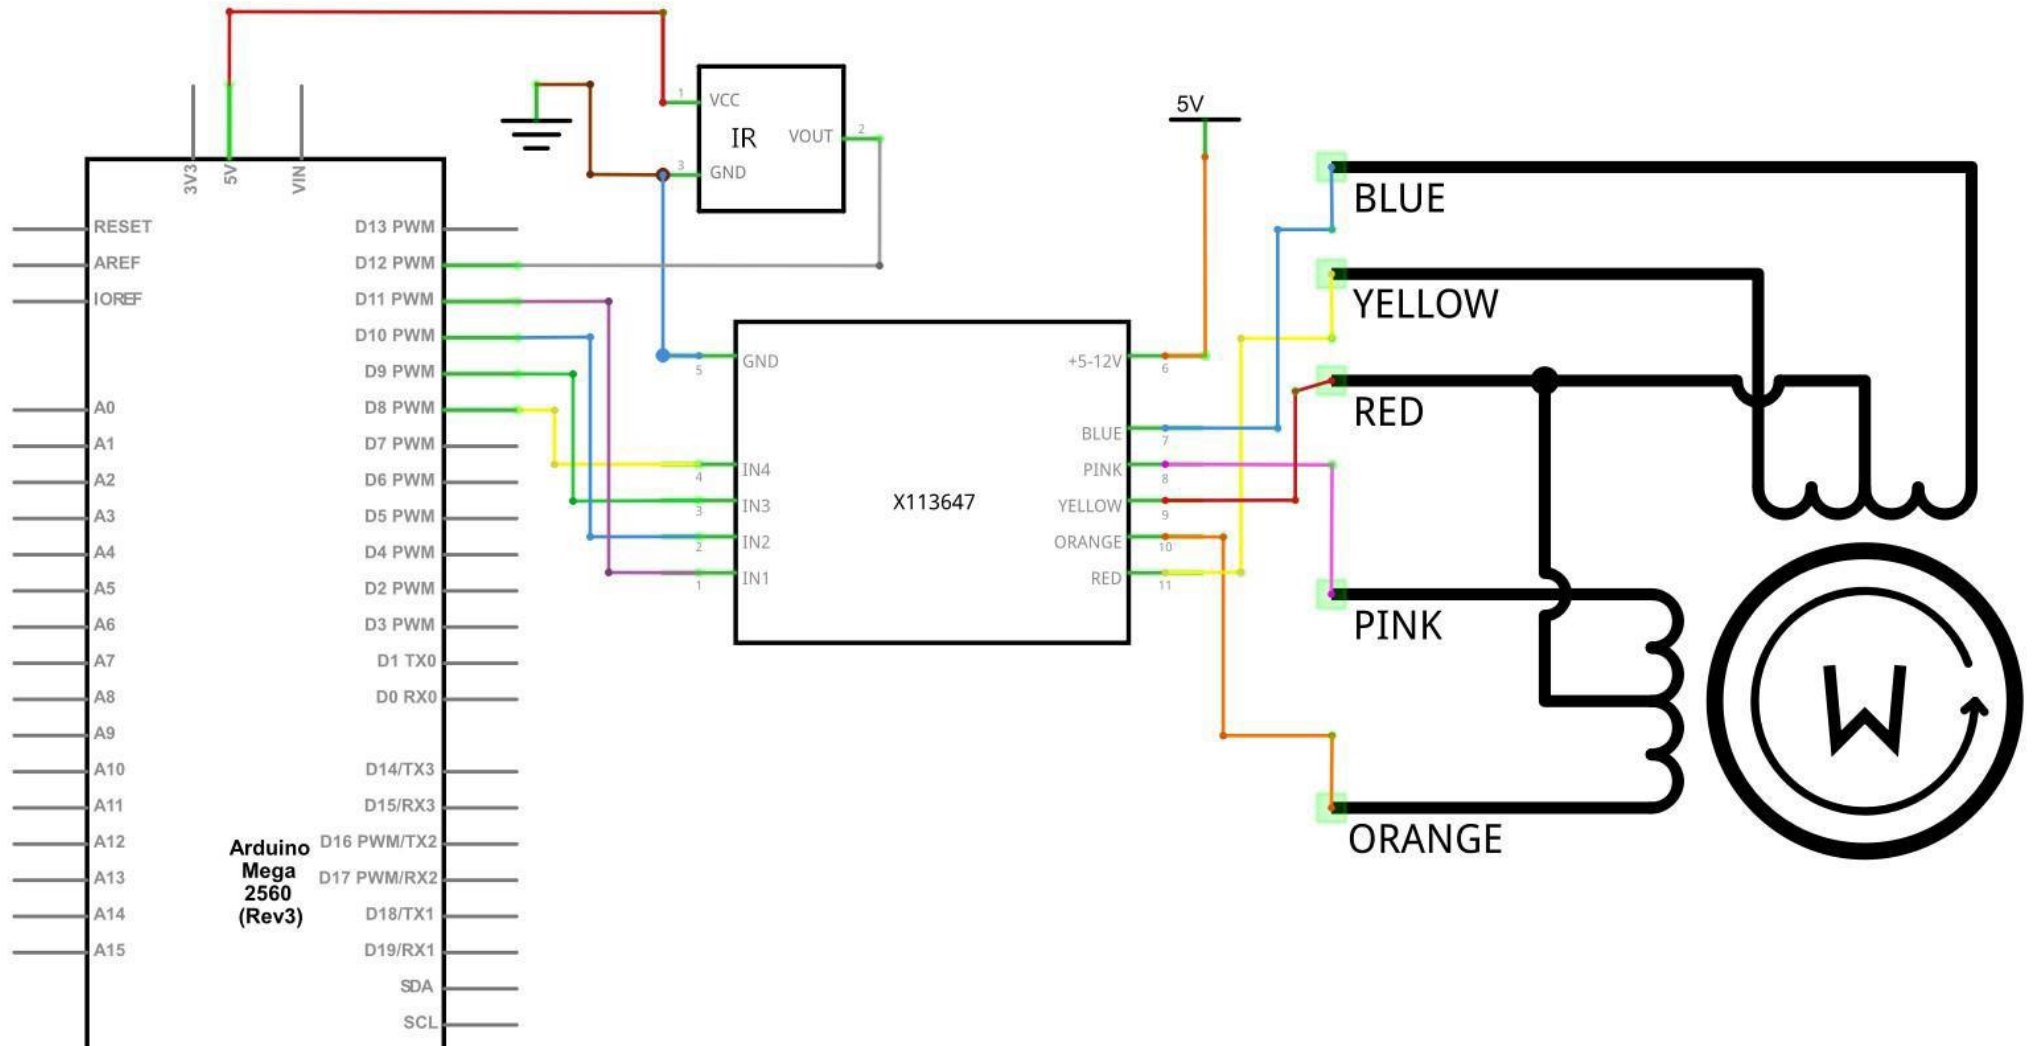 5V
3V3
5V
VIN
RESET
AREF
IOREF
A0
A1
A2
A3
A4
A5
A6
A7
A8
A9
A10
A11
A12
A13
A14
A15
D13 PWM
D12 PWM
D11 PWM
D10 PWM
D9 PWM
D8 PWM
D7 PWM
D6 PWM
D5 PWM
D4 PWM
D2 PWM
D3 PWM
D1 TX0
D0 RX0
D14/TX3
D15/RX3
D16 PWM/TX2
D17 PWM/RX2
D18/TX1
D19/RX1
SDA
SCL
Arduino
Mega
2560
(Rev3)
1
VCC
IR
VOUT
2
3
GND
GND
5
IN4
4
IN3
3
IN2
2
IN1
1
X113647
+5-12V
6
BLUE
7
PINK
8
YELLOW
9
ORANGE
10
RED
11
BLUE
YELLOW
RED
PINK
ORANGE
W